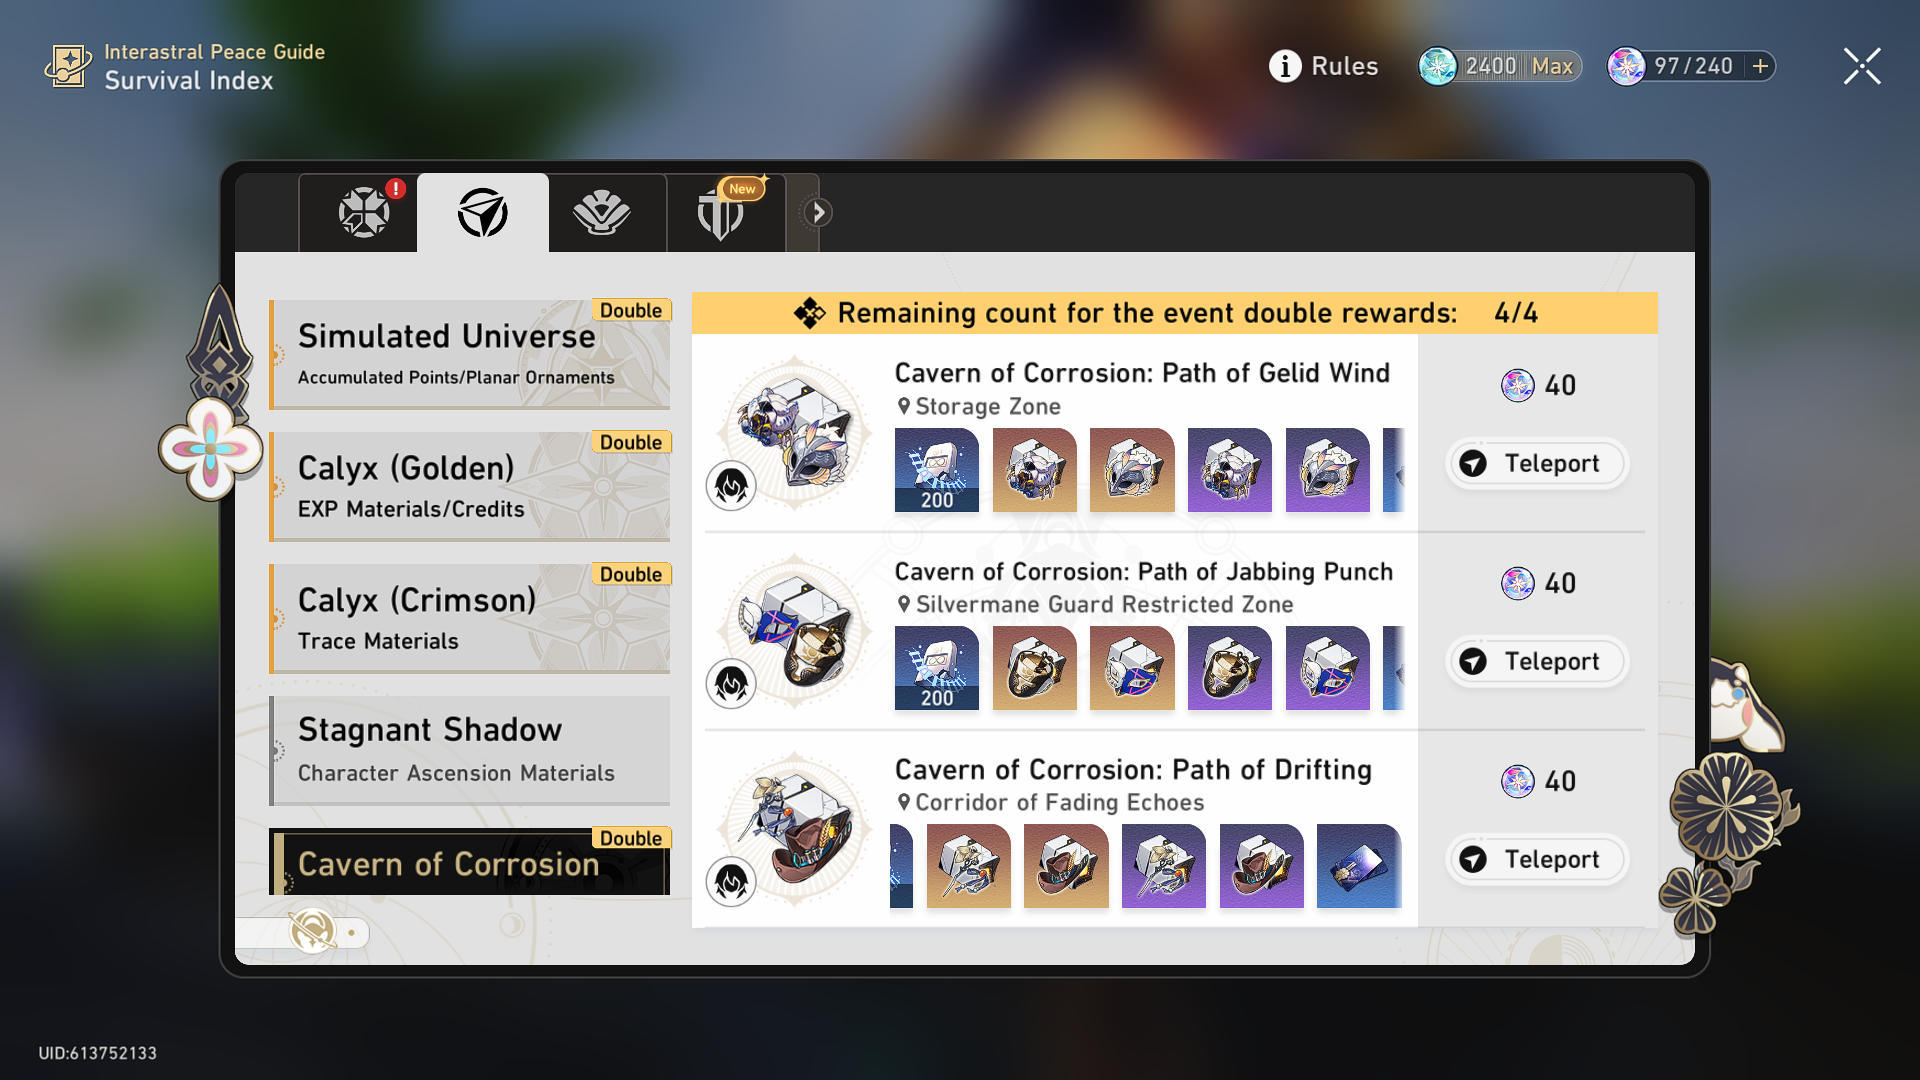 Interastral Peace Guide
Survival Index
Rules
2400 Max
97/240 +
!
New
Double
Simulated Universe
Accumulated Points/Planar Ornaments
Double
Calyx (Golden)
EXP Materials/Credits
Double
Calyx (Crimson)
Trace Materials
Stagnant Shadow
Character Ascension Materials
Double
Cavern of Corrosion
Remaining count for the event double rewards: 4/4
Cavern of Corrosion: Path of Gelid Wind
Storage Zone
200
40
Teleport
Cavern of Corrosion: Path of Jabbing Punch
Silvermane Guard Restricted Zone
200
40
Teleport
Cavern of Corrosion: Path of Drifting
Corridor of Fading Echoes
40
Teleport
UID:613752133